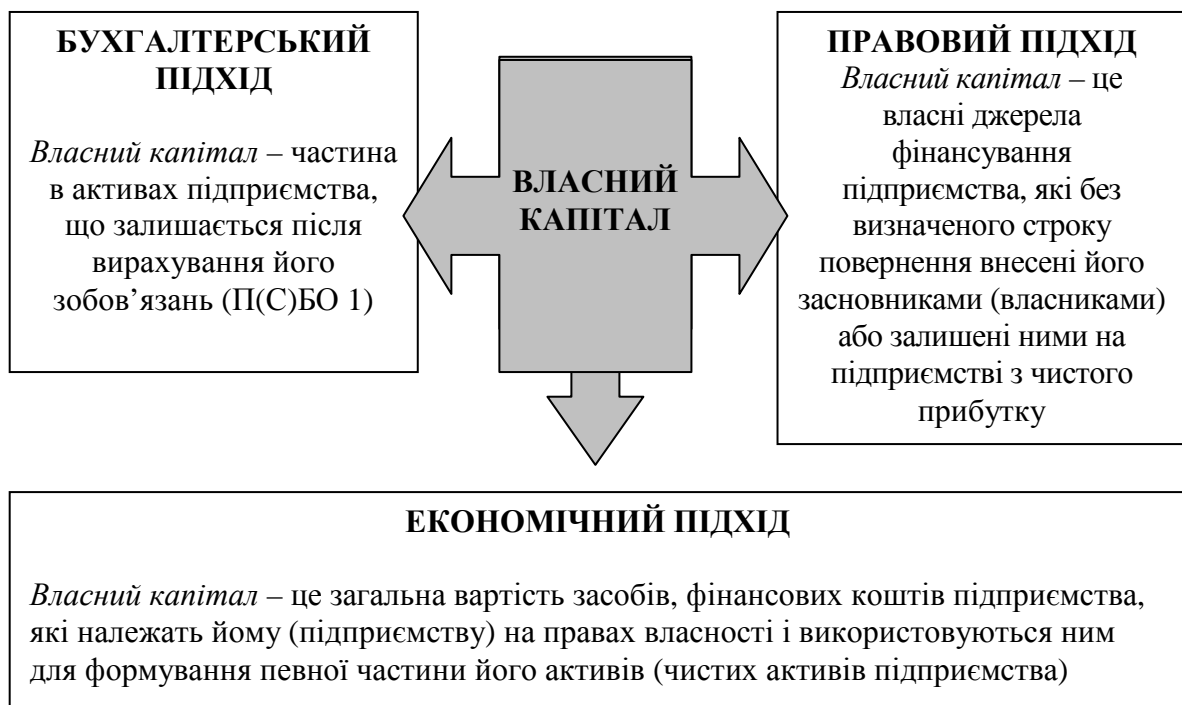 БУХГАЛТЕРСЬКИЙ
ПІДХІД
Власний капітал – частина
в активах підприємства,
що залишається після
вирахування його
зобов’язань (П(С)БО 1)
ВЛАСНИЙ
КАПІТАЛ
ПРАВОВИЙ ПІДХІД
Власний капітал – це
власні джерела
фінансування
підприємства, які без
визначеного строку
повернення внесені його
засновниками (власниками)
або залишені ними на
підприємстві з чистого
прибутку
ЕКОНОМІЧНИЙ ПІДХІД
Власний капітал – це загальна вартість засобів, фінансових коштів підприємства,
які належать йому (підприємству) на правах власності і використовуються ним
для формування певної частини його активів (чистих активів підприємства)